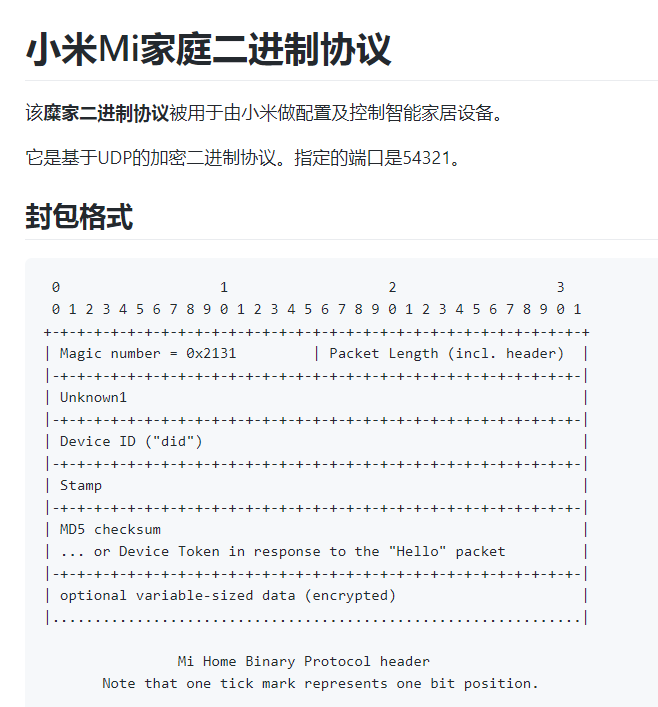 小米Mi家庭二进制协议
该糜家二进制协议被用于由小米做配置及控制智能家居设备。
它是基于UDP的加密二进制协议。指定的端口是54321。
封包格式
 0                   1                   2                   3
 0 1 2 3 4 5 6 7 8 9 0 1 2 3 4 5 6 7 8 9 0 1 2 3 4 5 6 7 8 9 0 1
+-+-+-+-+-+-+-+-+-+-+-+-+-+-+-+-+-+-+-+-+-+-+-+-+-+-+-+-+-+-+-+-+
| Magic number = 0x2131         | Packet Length (incl. header)  |
|-+-+-+-+-+-+-+-+-+-+-+-+-+-+-+-+-+-+-+-+-+-+-+-+-+-+-+-+-+-+-+-|
| Unknown1                                                      |
|-+-+-+-+-+-+-+-+-+-+-+-+-+-+-+-+-+-+-+-+-+-+-+-+-+-+-+-+-+-+-+-|
| Device ID ("did")                                             |
|-+-+-+-+-+-+-+-+-+-+-+-+-+-+-+-+-+-+-+-+-+-+-+-+-+-+-+-+-+-+-+-|
| Stamp                                                         |
|-+-+-+-+-+-+-+-+-+-+-+-+-+-+-+-+-+-+-+-+-+-+-+-+-+-+-+-+-+-+-+-|
| MD5 checksum                                                  |
| ... or Device Token in response to the "Hello" packet         |
|-+-+-+-+-+-+-+-+-+-+-+-+-+-+-+-+-+-+-+-+-+-+-+-+-+-+-+-+-+-+-+-|
| optional variable-sized data (encrypted)                      |
|...............................................................|
Mi Home Binary Protocol header
Note that one tick mark represents one bit position.